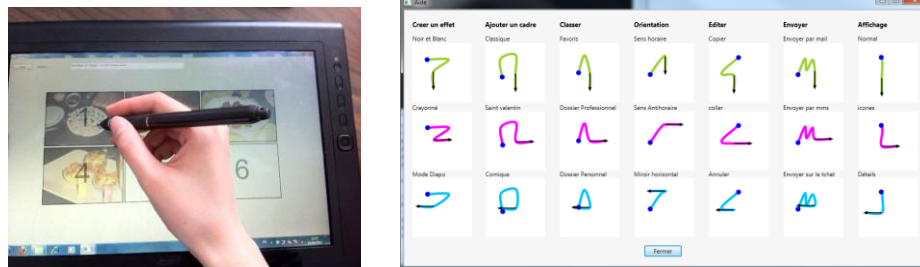 1
4
6
Aide
Creer un effet Ajouter un cadre Classer Orientation Editer Envoyer Affichage
Noir et Blanc Classique Favoris Sens horaire Copier Envoyer par mail Normal
Crayonné Saint valentin Dossier Professionnel Sens Antihoraire coller Envoyer par mms icones
Mode Diapo Comique Dossier Personnel Miroir horizontal Annuler Envoyer sur le tchat Détails
Fermer